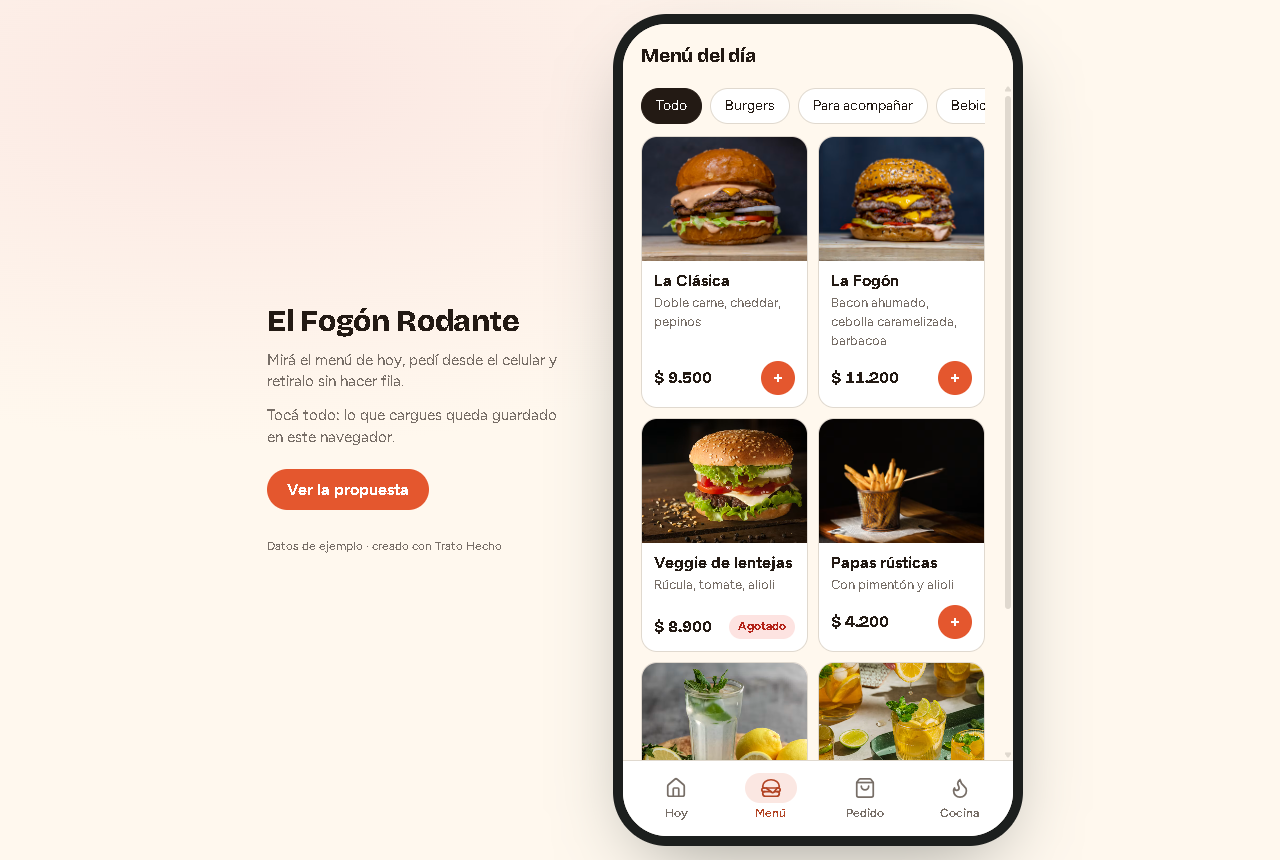 El Fogón Rodante
Mirá el menú de hoy, pedí desde el celular y
retiralo sin hacer fila.
Tocá todo: lo que cargues queda guardado
en este navegador.
Ver la propuesta
Datos de ejemplo · creado con Trato Hecho
Menú del día
Todo
Burgers
Para acompañar
Bebic
La Clásica
Doble carne, cheddar,
pepinos
$ 9.500
+
La Fogón
Bacon ahumado,
cebolla caramelizada,
barbacoa
$ 11.200
+
Veggie de lentejas
Rúcula, tomate, alioli
$ 8.900
Agotado
Papas rústicas
Con pimentón y alioli
$ 4.200
+
Hoy
Menú
Pedido
Cocina